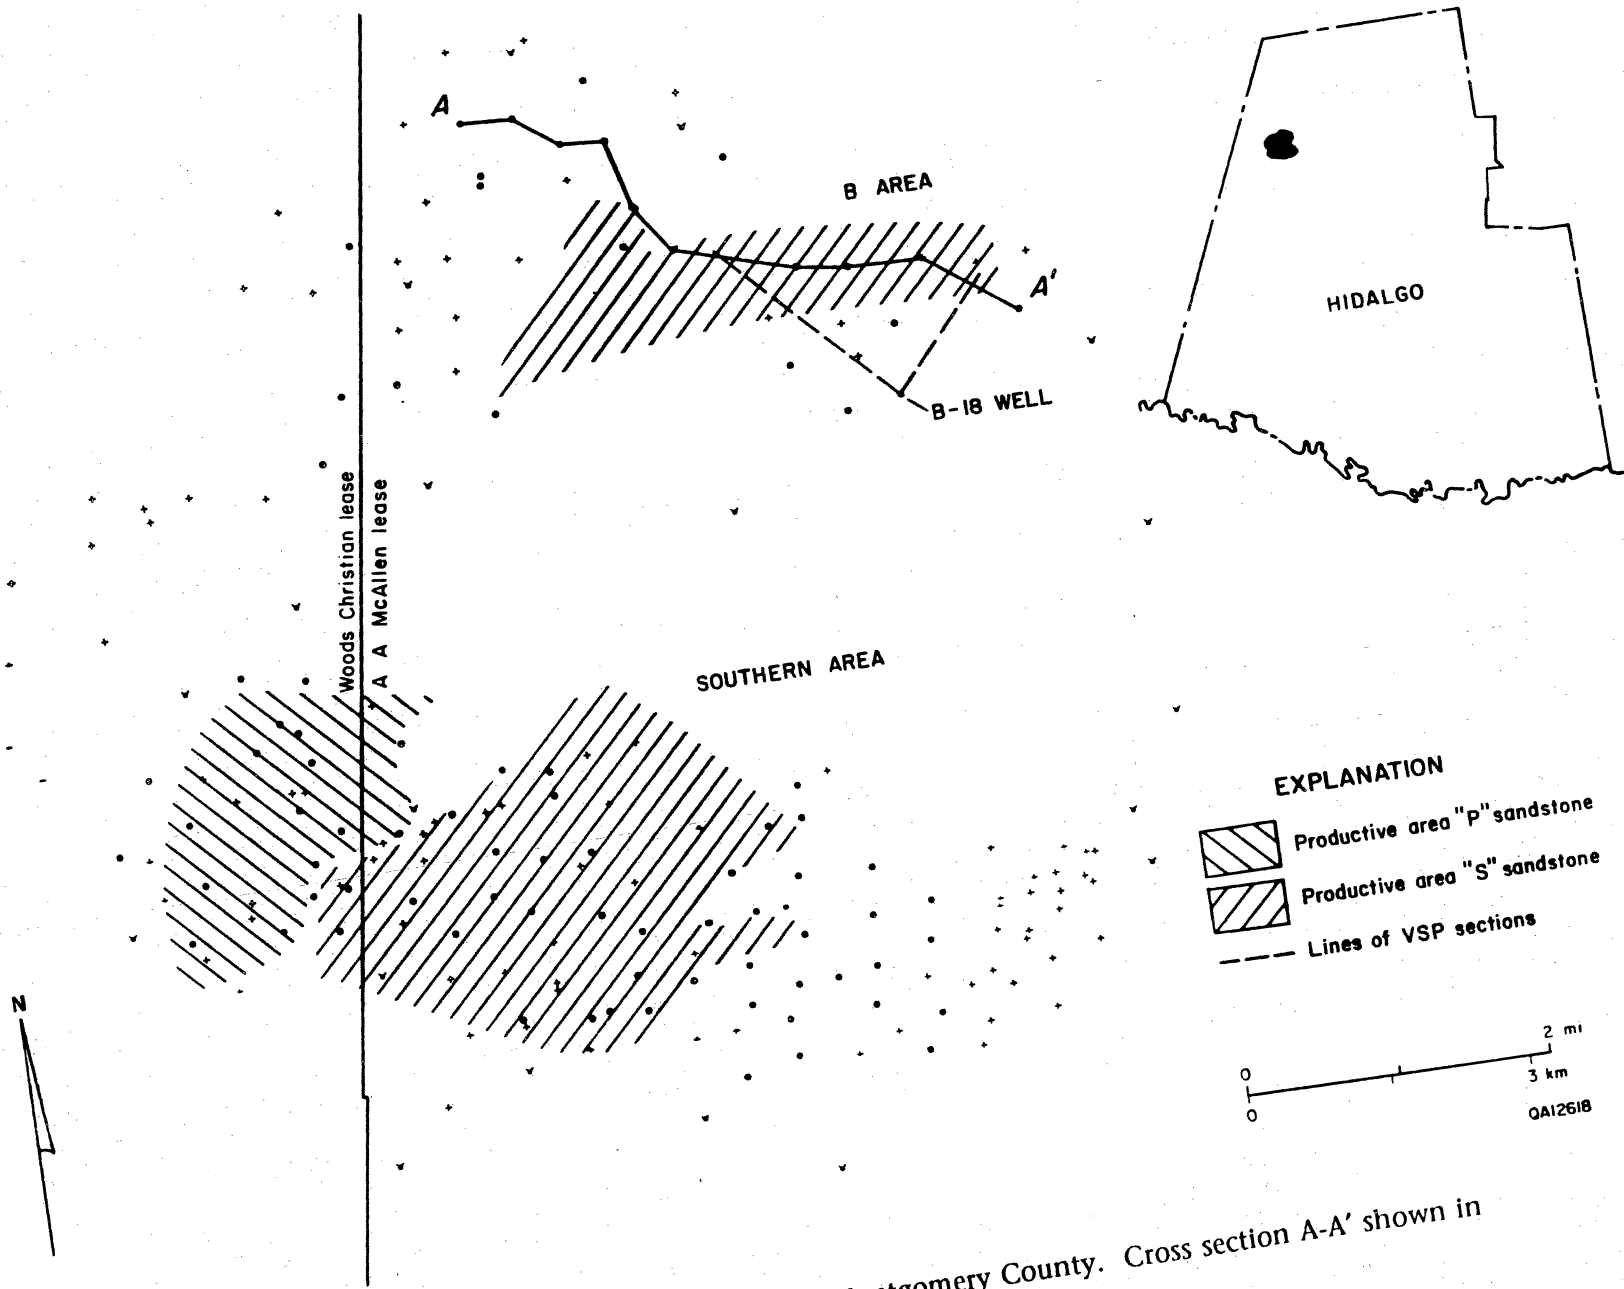 A
B AREA
A'
B-18 WELL
HIDALGO
Woods Christian lease
A A McAllen lease
SOUTHERN AREA
EXPLANATION
Productive area "P" sandstone
Productive area "S" sandstone
Lines of VSP sections
N
0 2 mi
0 3 km
QA12618
County. Cross section A-A' shown in